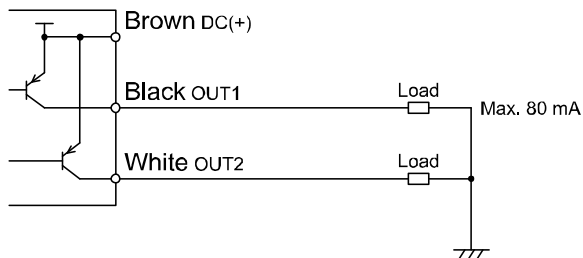 Brown DC(+)
Black OUT1
Load
Max. 80 mA
White OUT2
Load